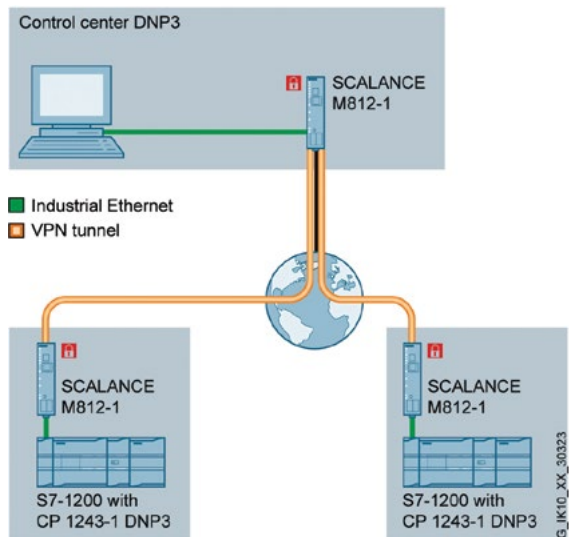 Control center DNP3
SCALANCE
M812-1
Industrial Ethernet
VPN tunnel
SCALANCE
M812-1
S7-1200 with
CP 1243-1 DNP3
SCALANCE
M812-1
S7-1200 with
CP 1243-1 DNP3
G_IK10_XX_30323